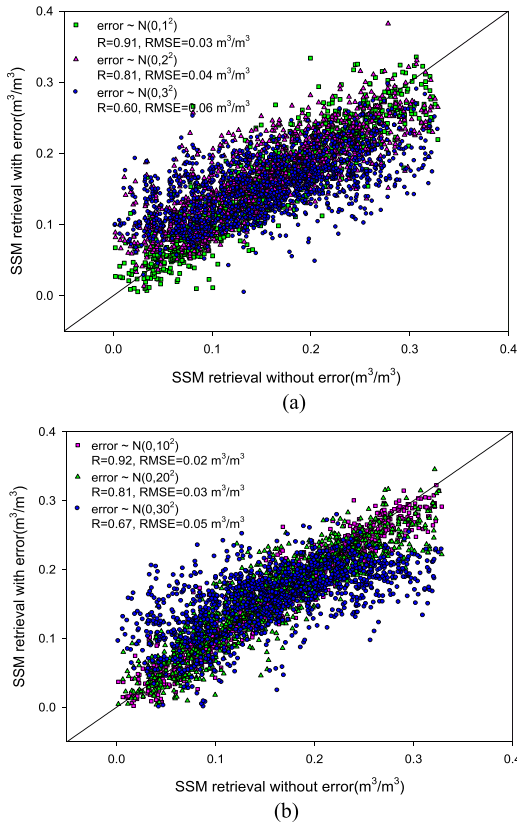 0.4
error ~ N(0,1²)
R=0.91, RMSE=0.03 m³/m³
error ~ N(0,2²)
R=0.81, RMSE=0.04 m³/m³
error ~ N(0,3²)
R=0.60, RMSE=0.06 m³/m³
0.3
0.2
0.1
0.0
SSM retrieval with error(m³/m³)
0.0 0.1 0.2 0.3 0.4
SSM retrieval without error(m³/m³)
(a)
0.4
error ~ N(0,10²)
R=0.92, RMSE=0.02 m³/m³
error ~ N(0,20²)
R=0.81, RMSE=0.03 m³/m³
error ~ N(0,30²)
R=0.67, RMSE=0.05 m³/m³
0.3
0.2
0.1
0.0
SSM retrieval with error(m³/m³)
0.0 0.1 0.2 0.3 0.4
SSM retrieval without error(m³/m³)
(b)